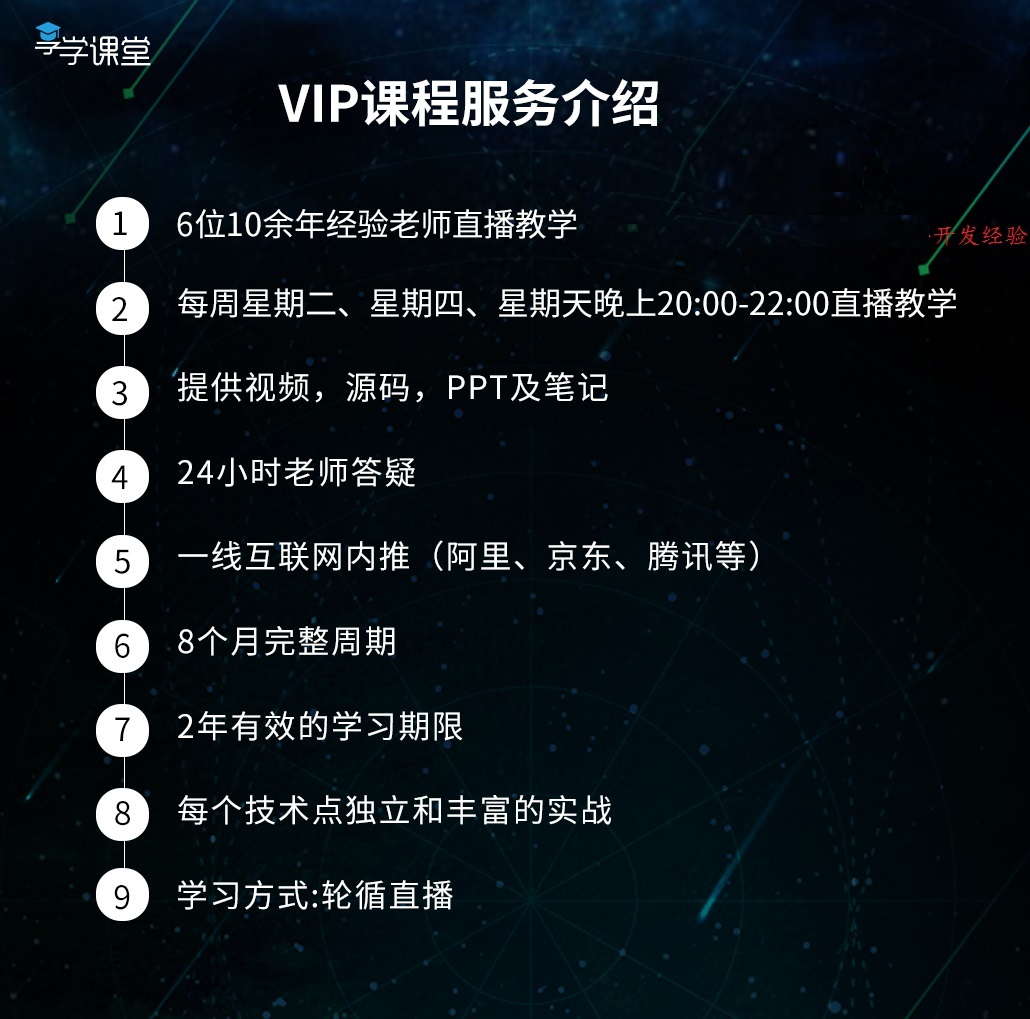 学学课堂
VIP课程服务介绍
1 6位10余年经验老师直播教学
·开发经验
2 每周星期二、星期四、星期天晚上20:00-22:00直播教学
3 提供视频，源码，PPT及笔记
4 24小时老师答疑
5 一线互联网内推（阿里、京东、腾讯等）
6 8个月完整周期
7 2年有效的学习期限
8 每个技术点独立和丰富的实战
9 学习方式:轮循直播